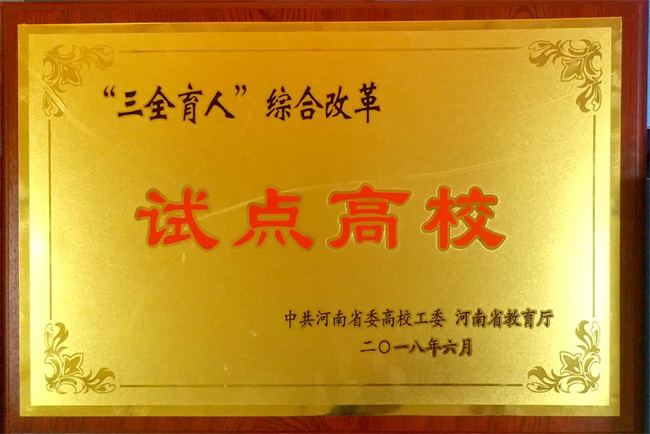 “三全育人”综合改革
试点高校
中共河南省委高校工委 河南省教育厅
二〇一八年六月